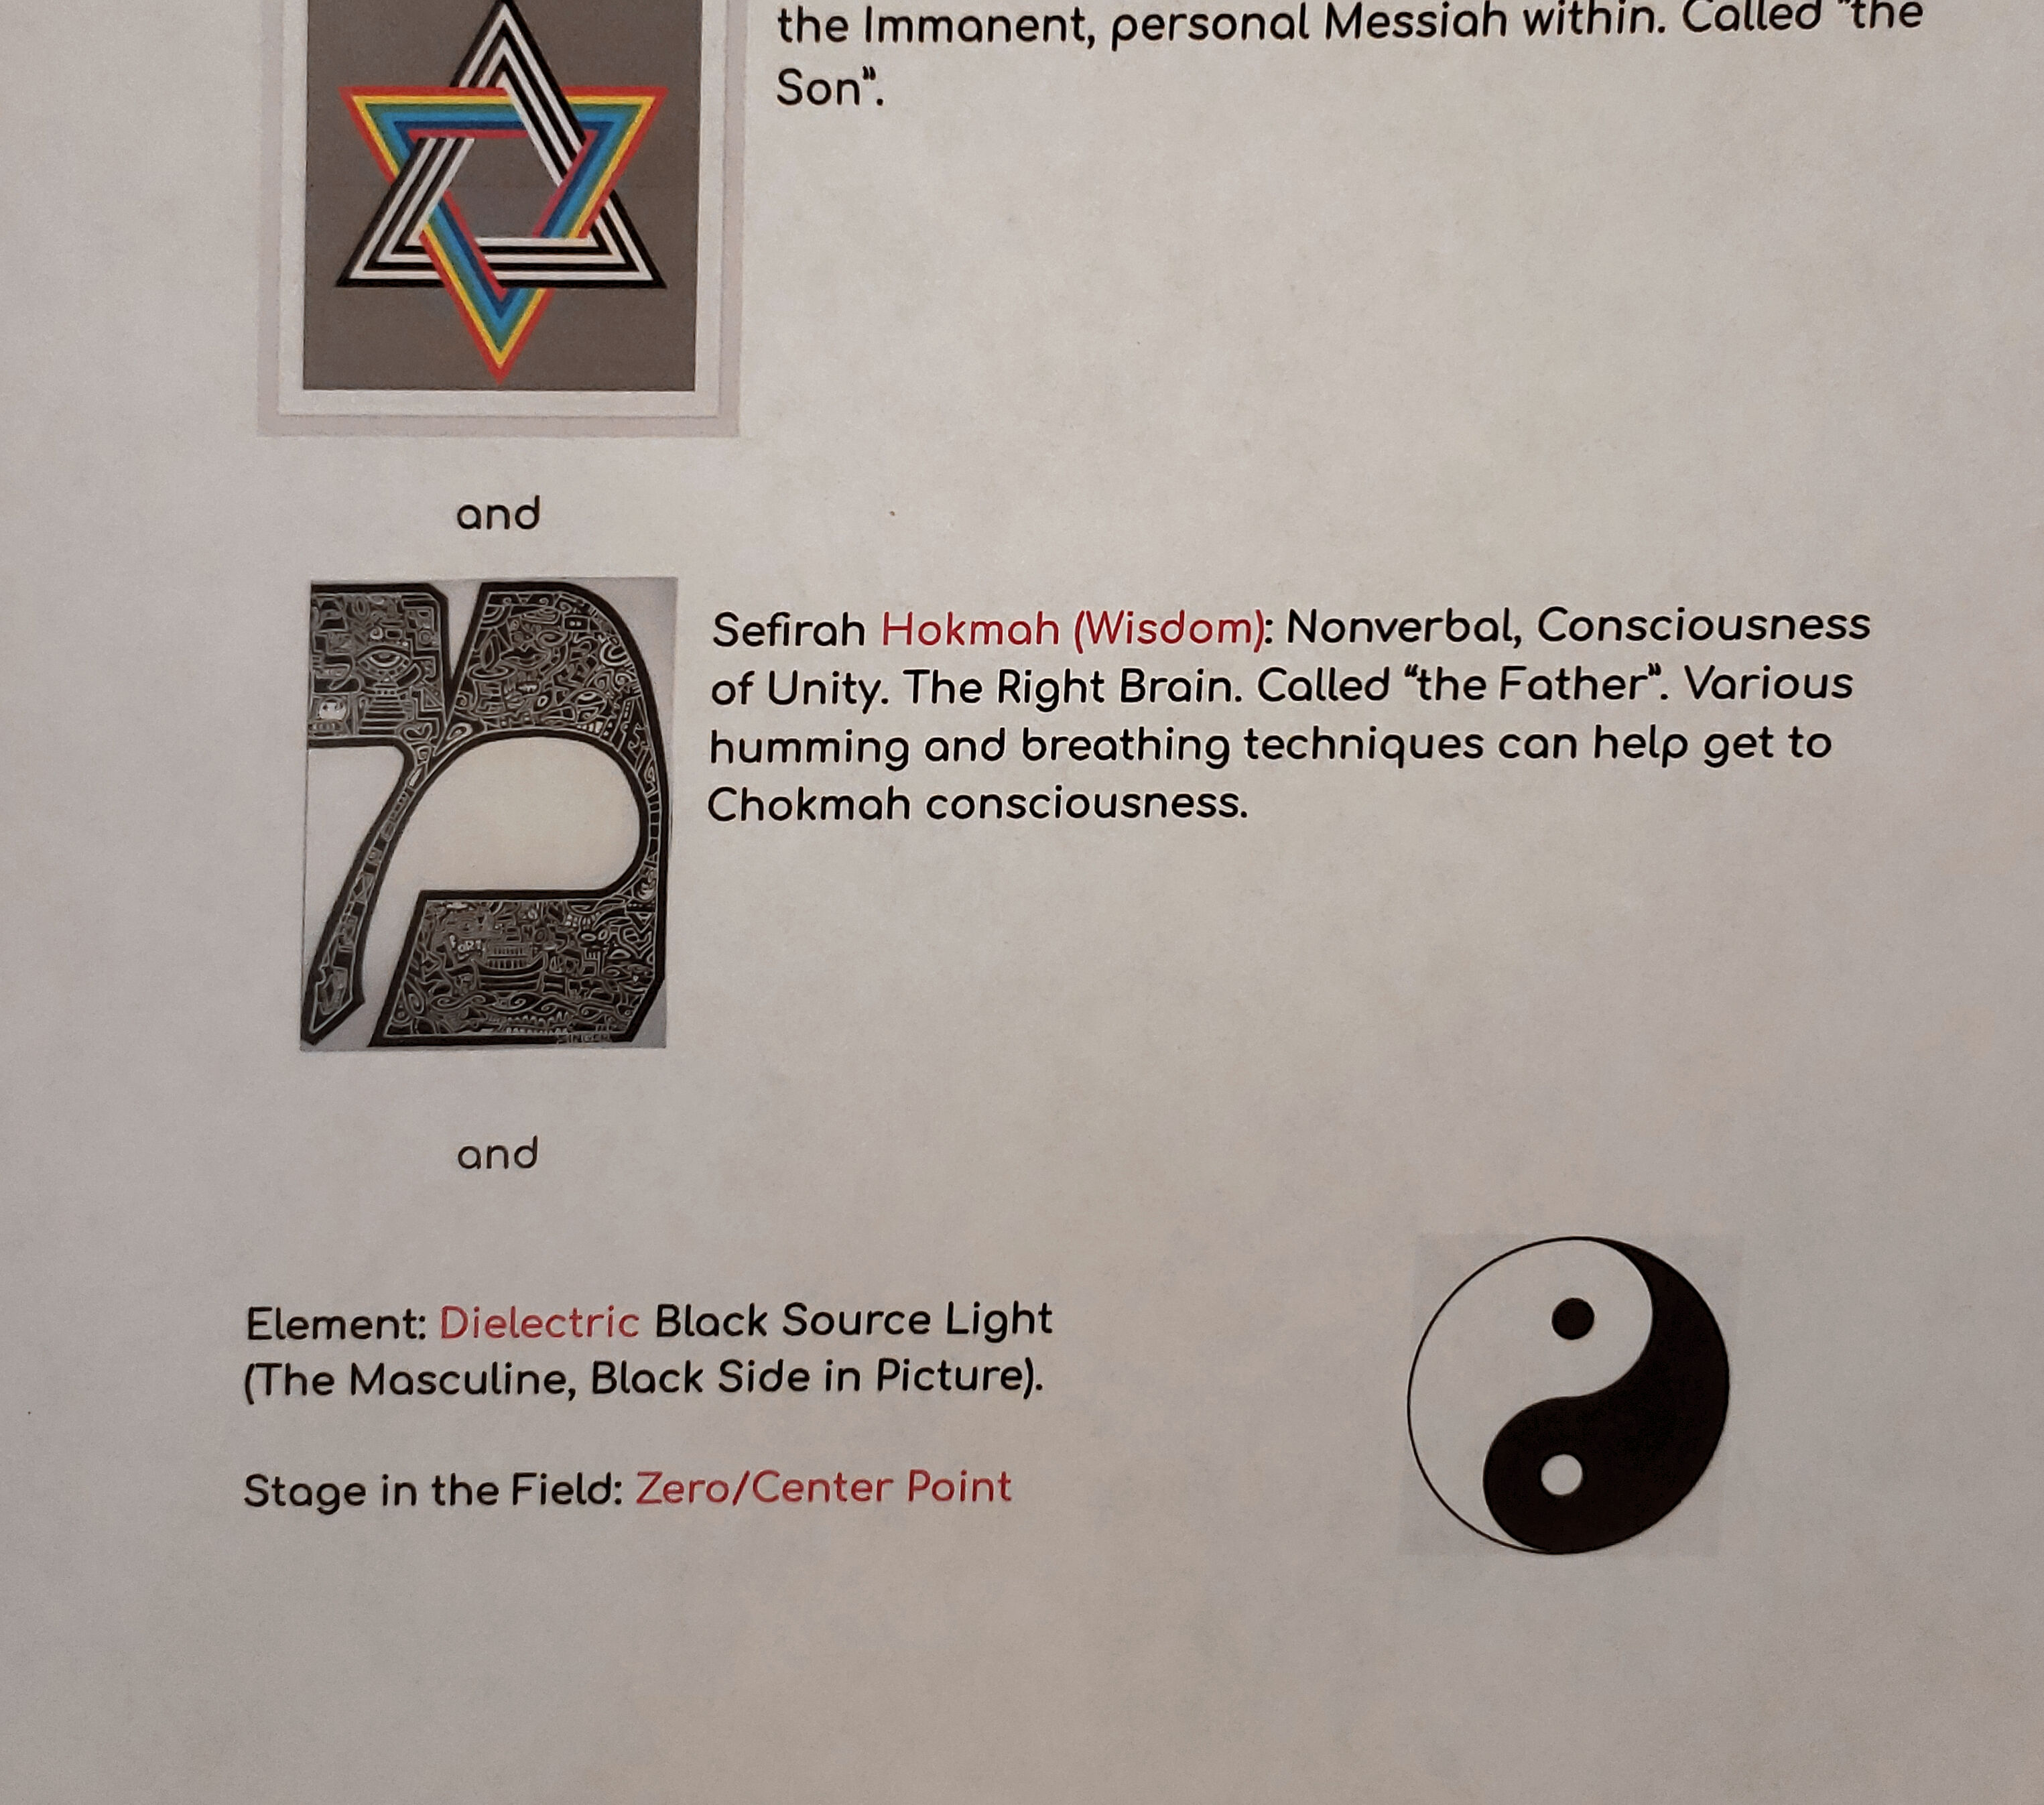 the Immanent, personal Messiah within. Called "the
Son”.
and
מ
Sefirah Hokmah (Wisdom): Nonverbal, Consciousness
of Unity. The Right Brain. Called “the Father”. Various
humming and breathing techniques can help get to
Chokmah consciousness.
and
Element: Dielectric Black Source Light
(The Masculine, Black Side in Picture).
Stage in the Field: Zero/Center Point